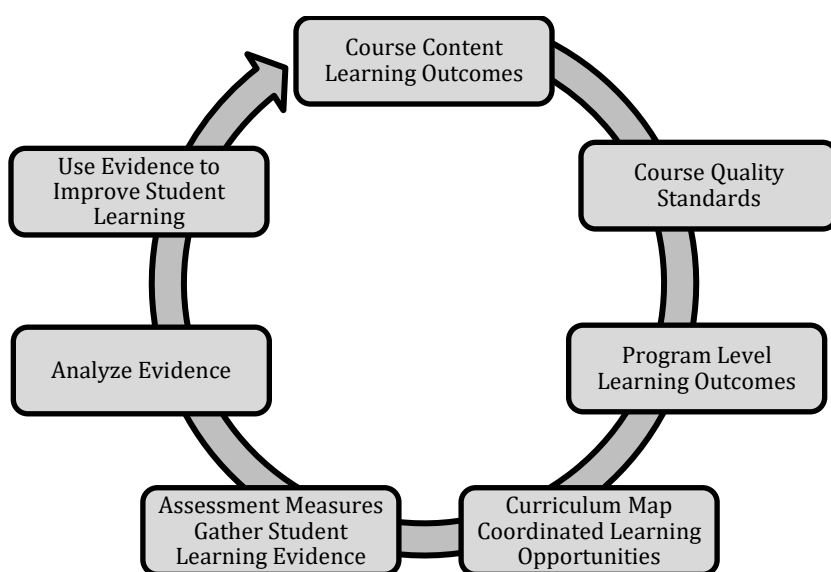 Course Content
Learning Outcomes
Course Quality
Standards
Program Level
Learning Outcomes
Curriculum Map
Coordinated Learning
Opportunities
Assessment Measures
Gather Student
Learning Evidence
Analyze Evidence
Use Evidence to
Improve Student
Learning